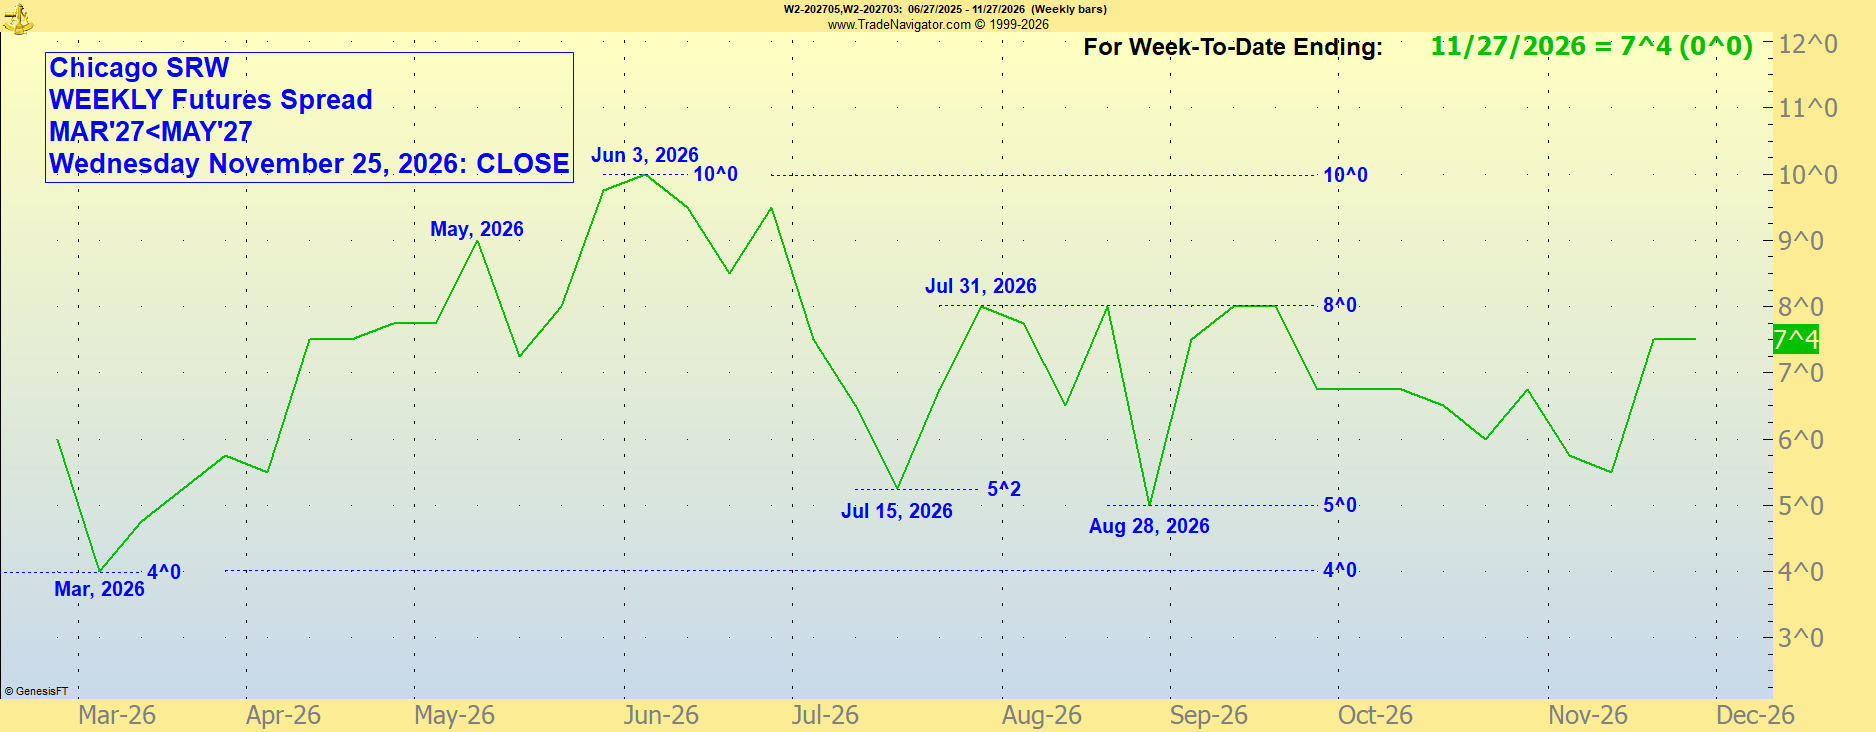 W2-202705,W2-202703: 06/27/2025 - 11/27/2026 (Weekly bars)
www.TradeNavigator.com © 1999-2026
For Week-To-Date Ending: 11/27/2026 = 7^4 (0^0)
Chicago SRW
WEEKLY Futures Spread
MAR'27<MAY'27
Wednesday November 25, 2026: CLOSE
Jun 3, 2026
10^0
10^0
May, 2026
Jul 31, 2026
8^0
5^2
Jul 15, 2026
5^0
Aug 28, 2026
4^0
4^0
Mar, 2026
12^0
11^0
10^0
9^0
8^0
7^4
7^0
6^0
5^0
4^0
3^0
© GenesisFT
Mar-26 Apr-26 May-26 Jun-26 Jul-26 Aug-26 Sep-26 Oct-26 Nov-26 Dec-26